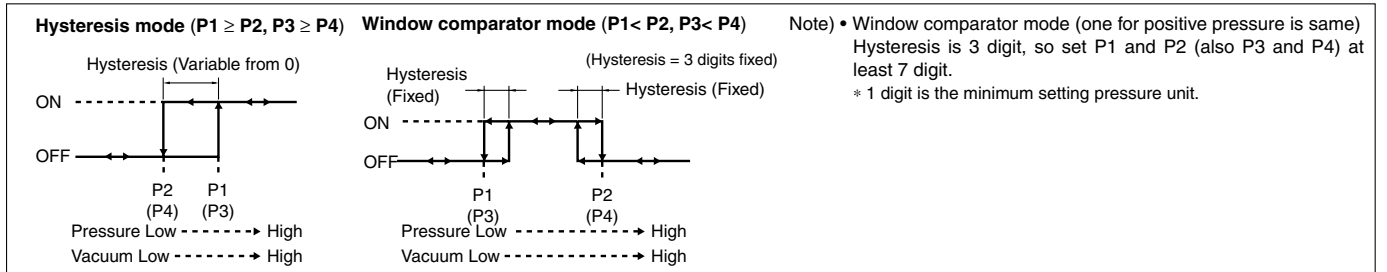 Hysteresis mode (P1 ≥ P2, P3 ≥ P4)
Hysteresis (Variable from 0)
ON
OFF
P2 P1
(P4) (P3)
Pressure Low High
Vacuum Low High
Window comparator mode (P1< P2, P3< P4)
(Hysteresis = 3 digits fixed)
Hysteresis
(Fixed)
Hysteresis (Fixed)
ON
OFF
P1 P2
(P3) (P4)
Pressure Low High
Vacuum Low High
Note) • Window comparator mode (one for positive pressure is same)
Hysteresis is 3 digit, so set P1 and P2 (also P3 and P4) at
least 7 digit.
* 1 digit is the minimum setting pressure unit.